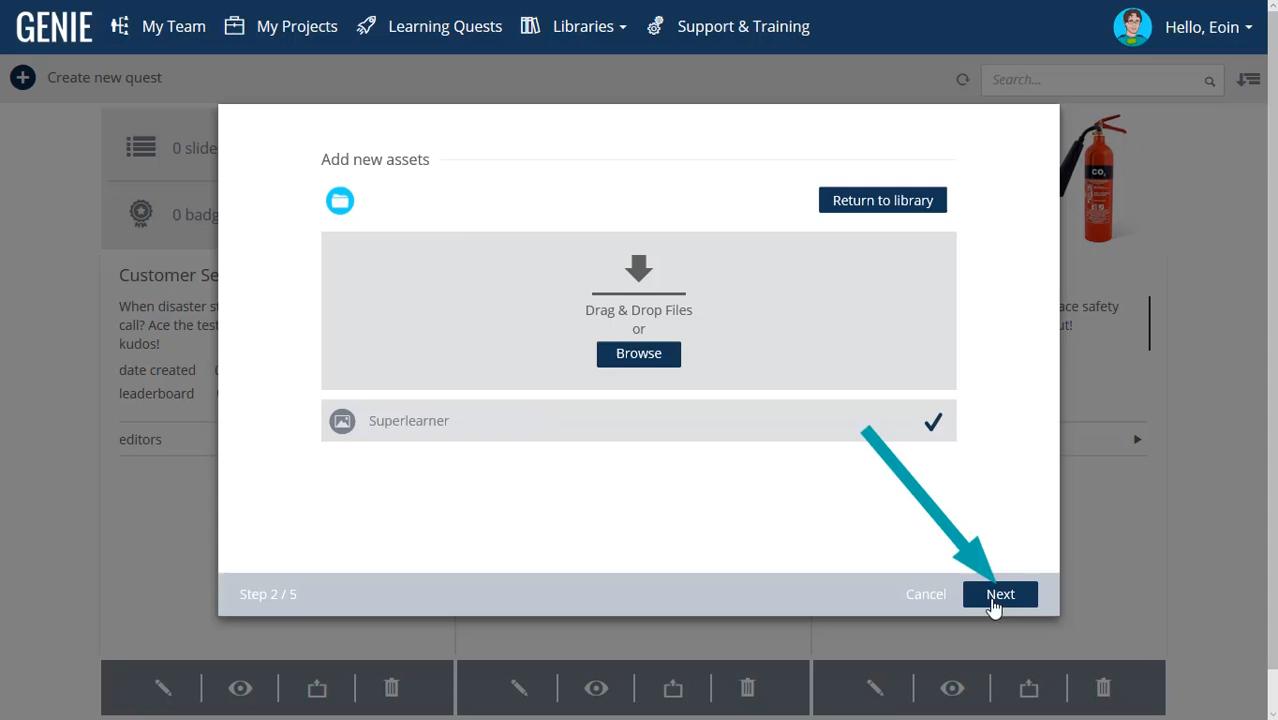 GENIE My Team My Projects Learning Quests Libraries Support & Training Hello, Eoin
Create new quest Search...
Add new assets
0 slide
Return to library
0 badg
Drag & Drop Files
or
Browse
Customer Se
When disaster s
call? Ace the test
kudos!
ace safety
ut!
date created
leaderboard
Superlearner
editors
Step 2 / 5 Cancel Next